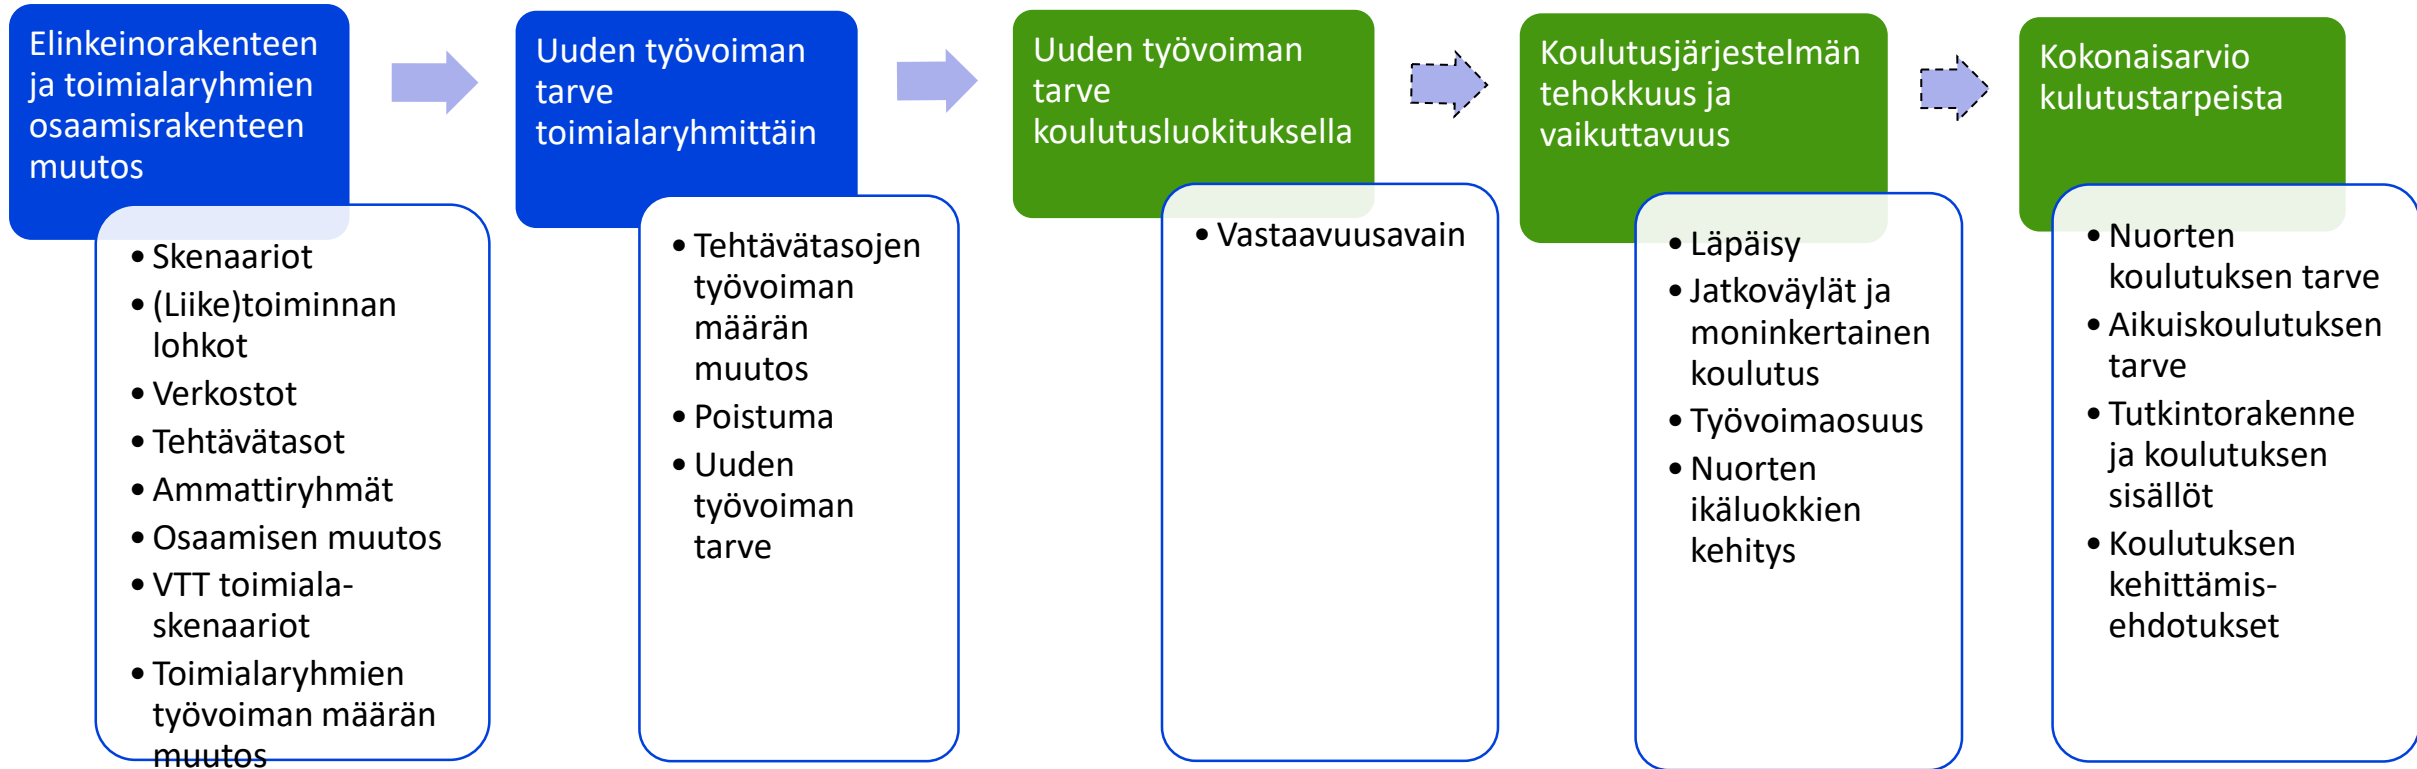 Elinkeinorakenteen
ja toimialaryhmien
osaamisrakenteen
muutos
• Skenaariot
• (Liike)toiminnan
lohkot
• Verkostot
• Tehtävätasot
• Ammattiryhmät
• Osaamisen muutos
• VTT toimiala-
skenaariot
• Toimialaryhmien
työvoiman määrän
muutos
Uuden työvoiman
tarve
toimialaryhmittäin
• Tehtävätasojen
työvoiman
määrän
muutos
• Poistuma
• Uuden
työvoiman
tarve
Uuden työvoiman
tarve
koulutusluokituksella
• Vastaavuusavain
Koulutusjärjestelmän
tehokkuus ja
vaikuttavuus
• Läpäisy
• Jatkoväylät ja
moninkertainen
koulutus
• Työvoimaosuus
• Nuorten
ikäluokkien
kehitys
Kokonaisarvio
kulutustarpeista
• Nuorten
koulutuksen tarve
• Aikuiskoulutuksen
tarve
• Tutkintorakenne
ja koulutuksen
sisällöt
• Koulutuksen
kehittämis-
ehdotukset